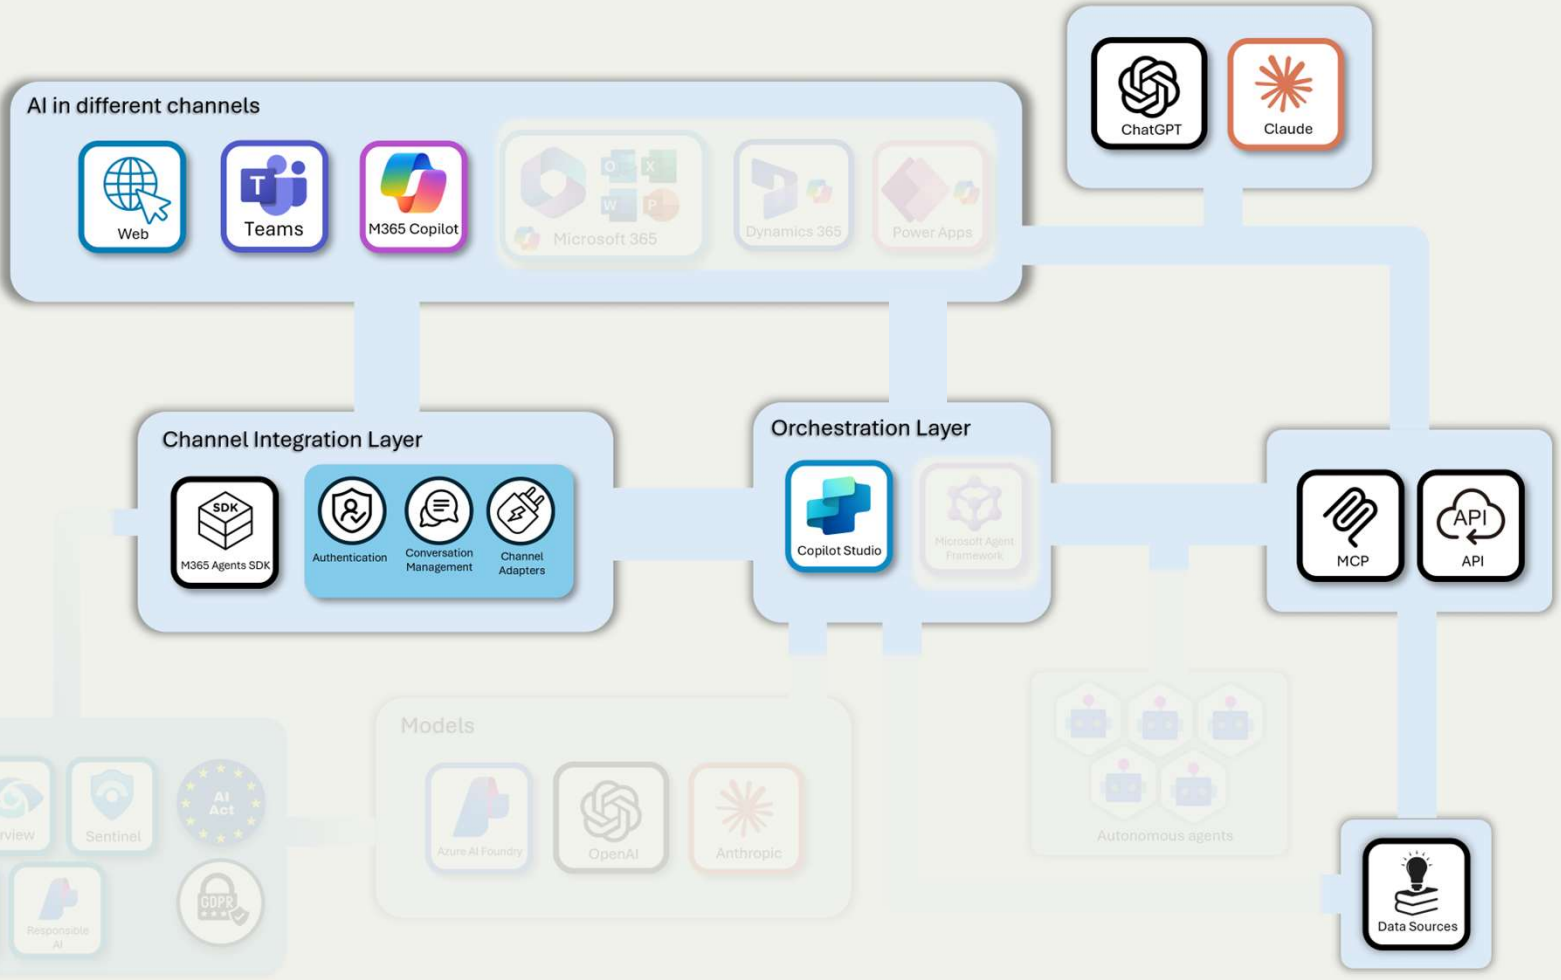 ChatGPT
Claude
AI in different channels
Web
Teams
M365 Copilot
O
X
W
P
Microsoft 365
Dynamics 365
Power Apps
T
Channel Integration Layer
SDK
M365 Agents SDK
Authentication
Conversation
Management
Channel
Adapters
Orchestration Layer
Copilot Studio
Microsoft Agent
Framework
MCP
API
API
Models
Azure AI Foundry
OpenAI
Anthropic
rview
Sentinel
AI
Act
Responsible
AI
GDPR
Autonomous agents
Data Sources